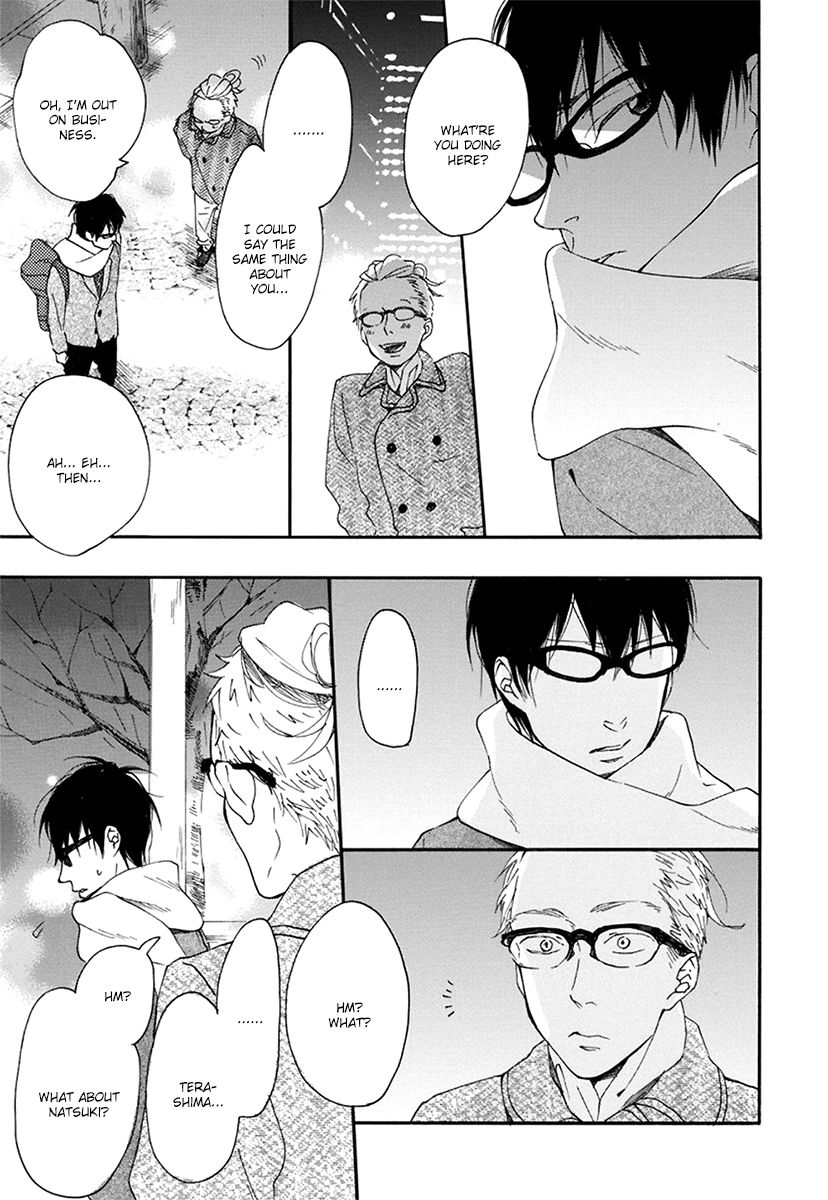 WHAT'RE
YOU DOING
HERE?
.......
I COULD
SAY THE
SAME THING
ABOUT
YOU...
OH, I'M OUT
ON BUSI-
NESS.
AH... EH...
THEN...
......
HM?
WHAT?
......
TERA-
SHIMA...
HM?
WHAT ABOUT
NATSUKI?